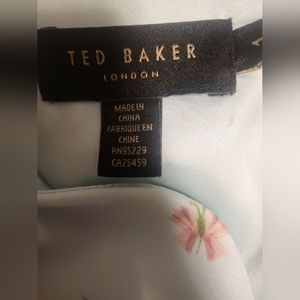 TED BAKER
LONDON
MADE IN
CHINA
FABRIQUE EN
CHINE
RN95229
CA25459